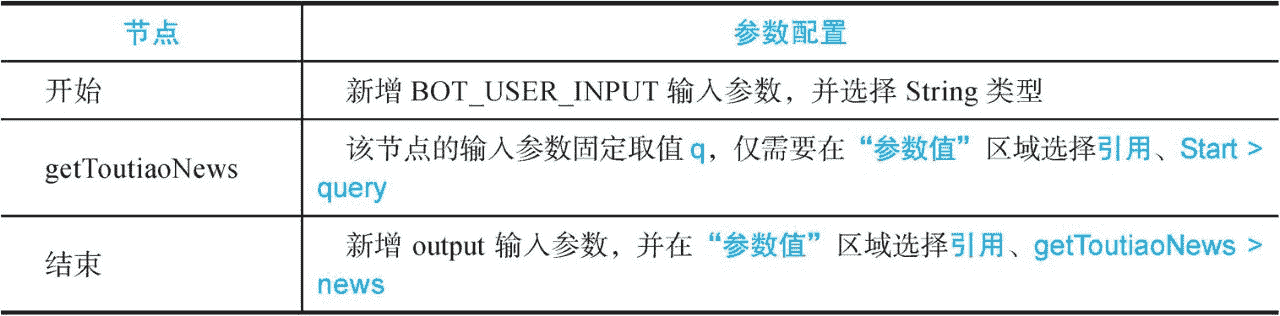 节点 参数配置
开始 新增 BOT_USER_INPUT 输入参数，并选择 String 类型
该节点的输入参数固定取值 q，仅需要在“参数值”区域选择引用、Start >
getToutiaoNews
query
新增 output 输入参数，并在“参数值”区域选择引用、getToutiaoNews >
结束
news